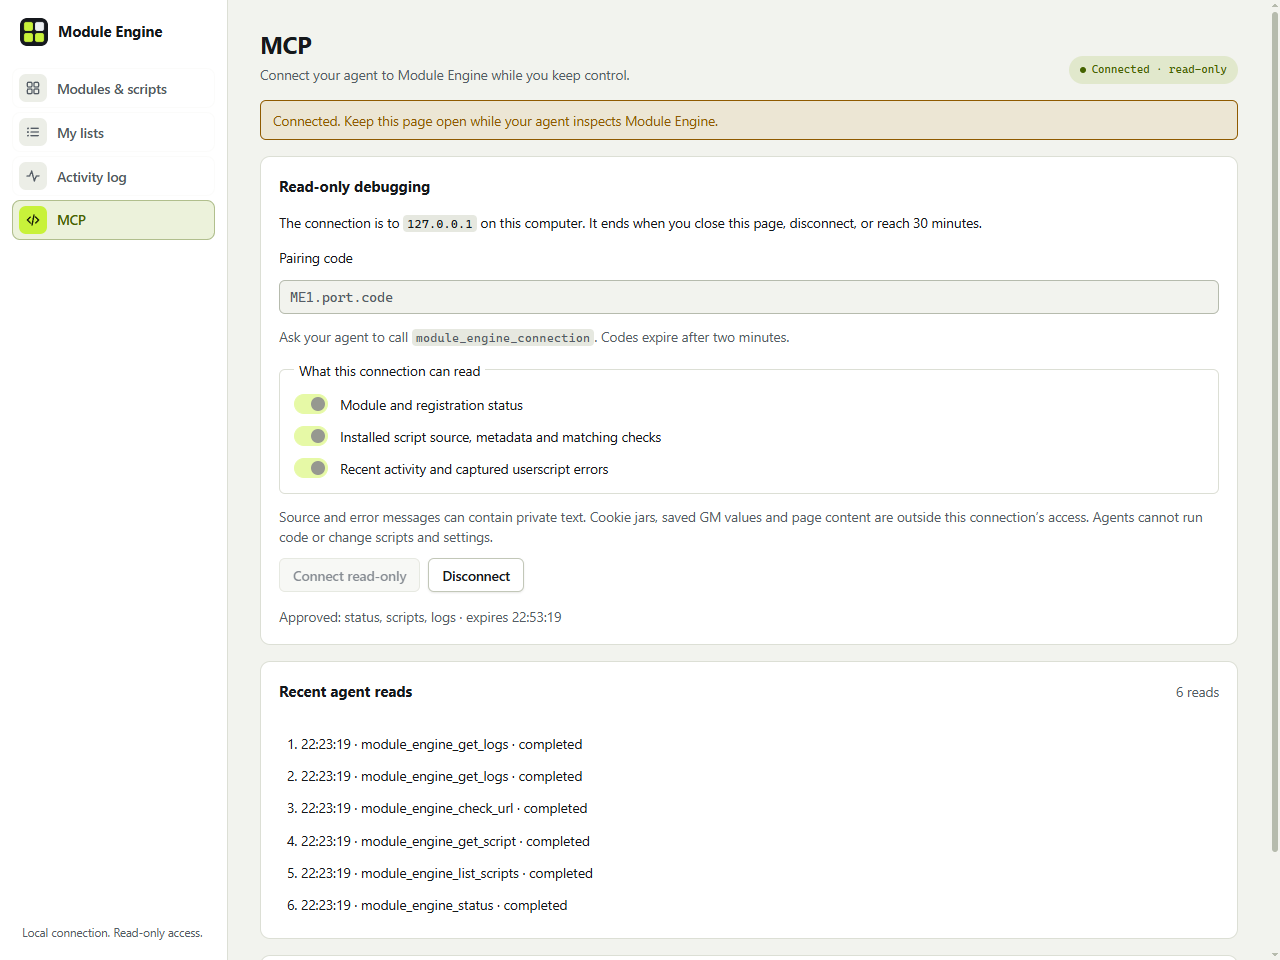 Module Engine
Modules & scripts
My lists
Activity log
MCP
Local connection. Read-only access.
MCP
Connect your agent to Module Engine while you keep control.
Connected · read-only
Connected. Keep this page open while your agent inspects Module Engine.
Read-only debugging
The connection is to 127.0.0.1 on this computer. It ends when you close this page, disconnect, or reach 30 minutes.
Pairing code
ME1.port.code
Ask your agent to call module_engine_connection. Codes expire after two minutes.
What this connection can read
Module and registration status
Installed script source, metadata and matching checks
Recent activity and captured userscript errors
Source and error messages can contain private text. Cookie jars, saved GM values and page content are outside this connection’s access. Agents cannot run
code or change scripts and settings.
Connect read-only
Disconnect
Approved: status, scripts, logs · expires 22:53:19
Recent agent reads
6 reads
1. 22:23:19 · module_engine_get_logs · completed
2. 22:23:19 · module_engine_get_logs · completed
3. 22:23:19 · module_engine_check_url · completed
4. 22:23:19 · module_engine_get_script · completed
5. 22:23:19 · module_engine_list_scripts · completed
6. 22:23:19 · module_engine_status · completed